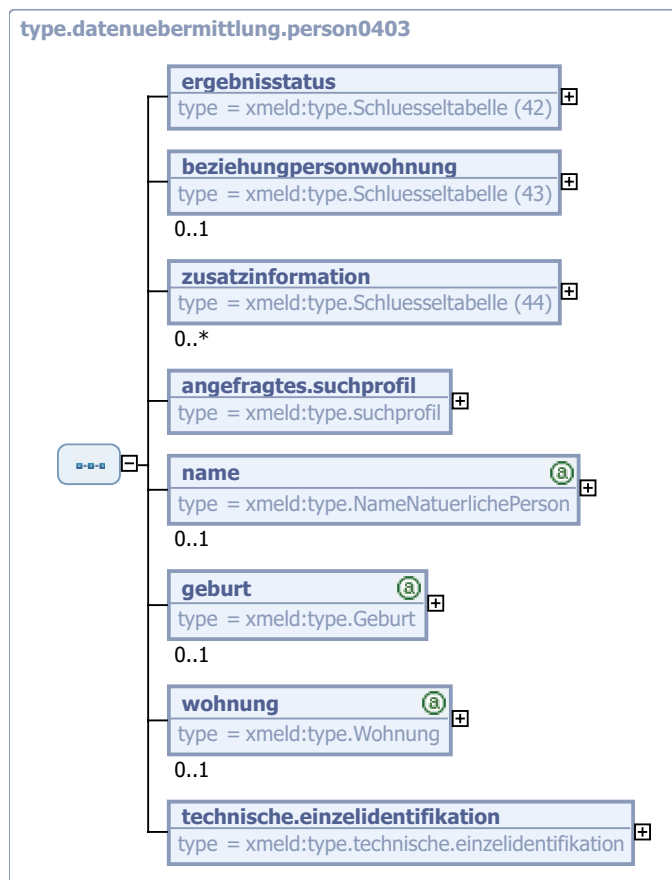 type.datenuebermittlung.person0403
ergebnisstatus
type = xmeld:type.Schluesseltabelle (42)
beziehungpersonwohnung
type = xmeld:type.Schluesseltabelle (43)
0..1
zusatzinformation
type = xmeld:type.Schluesseltabelle (44)
0..*
angefragtes.suchprofil
type = xmeld:type.suchprofil
name a
type = xmeld:type.NameNatuerlichePerson
0..1
geburt a
type = xmeld:type.Geburt
0..1
wohnung a
type = xmeld:type.Wohnung
0..1
technische.einzelidentifikation
type = xmeld:type.technische.einzelidentifikation